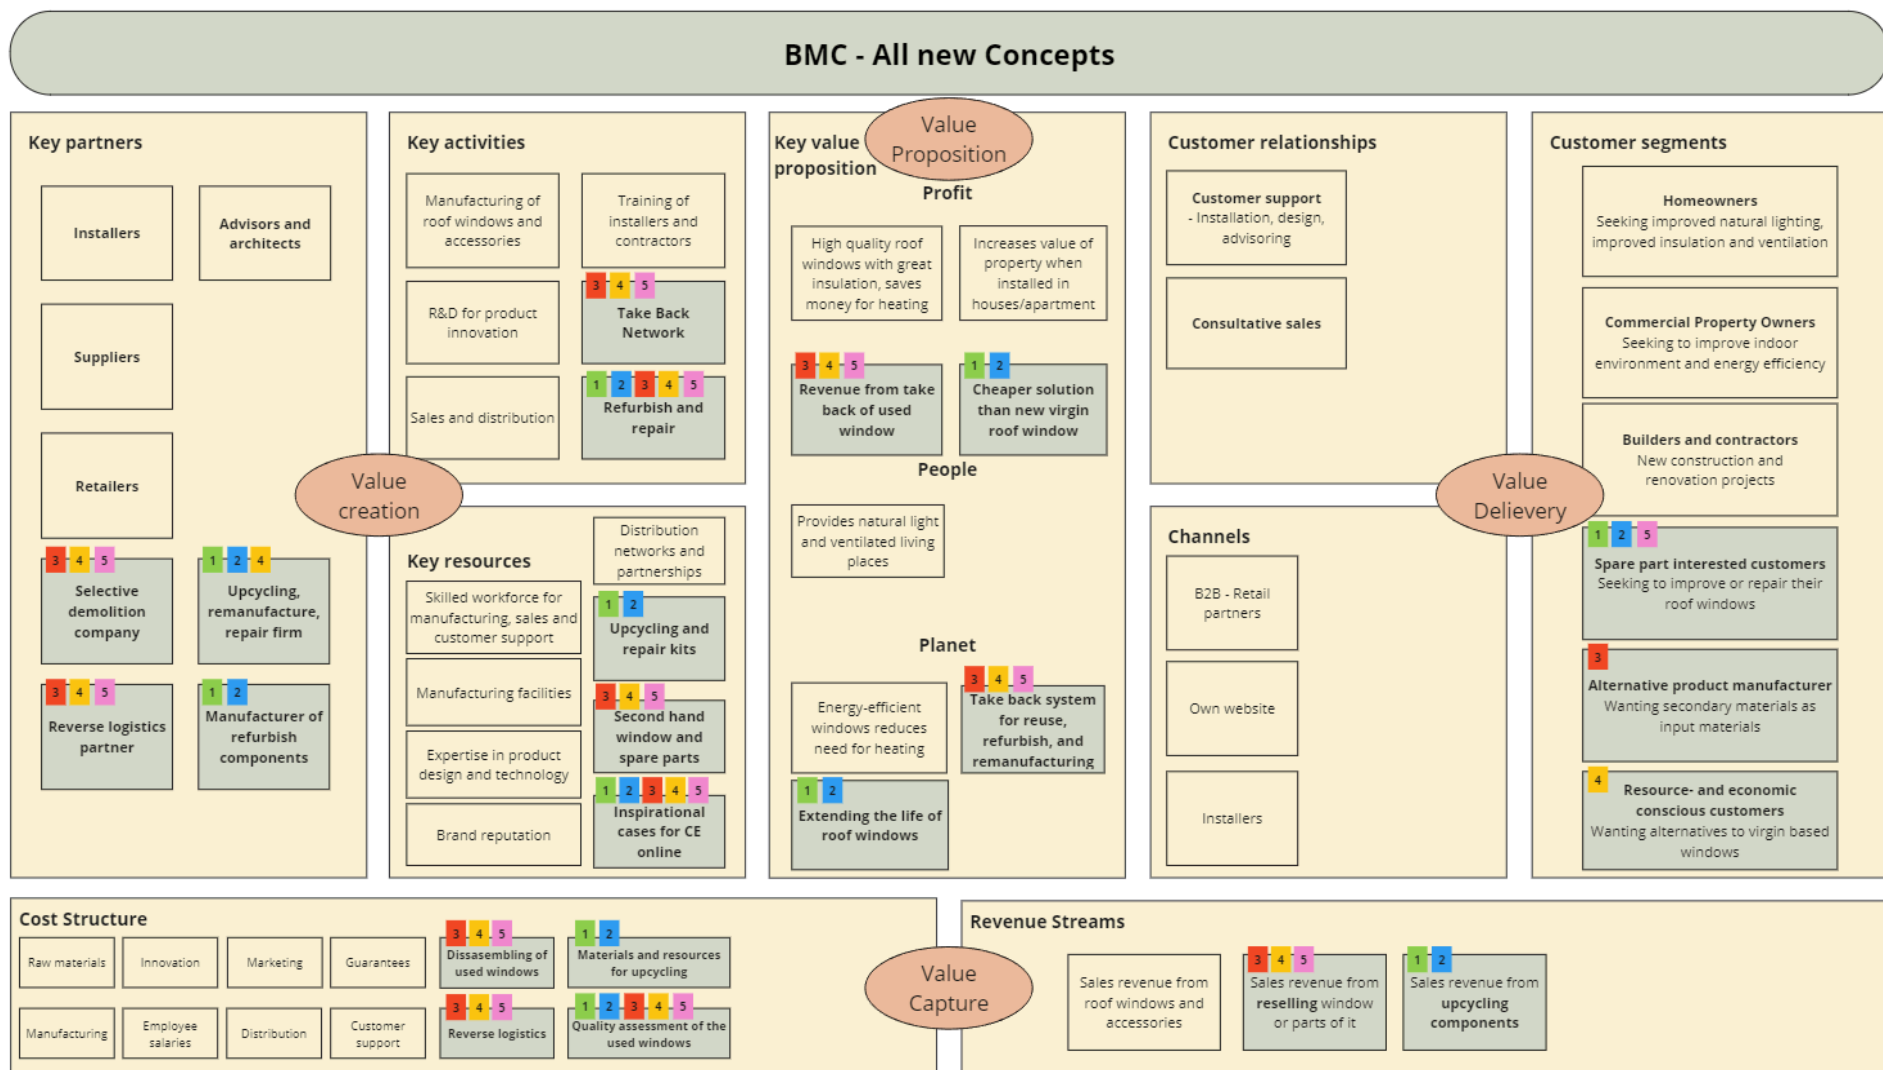 BMC - All new Concepts
Key partners
Installers
Advisors and
architects
Suppliers
Retailers
3 4 5
Selective
demolition
company
1 2 4
Upcycling,
remanufacture,
repair firm
3 4 5
Reverse logistics
partner
1 2
Manufacturer of
refurbish
components
Value
creation
Key activities
Manufacturing of
roof windows and
accessories
Training of
installers and
contractors
R&D for product
innovation
3 4 5
Take Back
Network
Sales and distribution
1 2 3 4 5
Refurbish and
repair
Key resources
Distribution
networks and
partnerships
Skilled workforce for
manufacturing, sales and
customer support
1 2
Upcycling and
repair kits
Manufacturing facilities
3 4 5
Second hand
window and
spare parts
Expertise in product
design and technology
Brand reputation
1 2 3 4 5
Inspirational
cases for CE
online
Key value
proposition
Value
Proposition
Profit
High quality roof
windows with great
insulation, saves
money for heating
Increases value of
property when
installed in
houses/apartment
3 4 5
Revenue from take
back of used
window
1 2
Cheaper solution
than new virgin
roof window
People
Provides natural light
and ventilated living
places
Planet
Energy-efficient
windows reduces
need for heating
3 4 5
Take back system
for reuse,
refurbish, and
remanufacturing
1 2
Extending the life of
roof windows
Customer relationships
Customer support
- Installation, design,
advisoring
Consultative sales
Channels
B2B - Retail
partners
Own website
Installers
Value
Delievery
Customer segments
Homeowners
Seeking improved natural lighting,
improved insulation and ventilation
Commercial Property Owners
Seeking to improve indoor
environment and energy efficiency
Builders and contractors
New construction and
renovation projects
1 2 5
Spare part interested customers
Seeking to improve or repair their
roof windows
3
Alternative product manufacturer
Wanting secondary materials as
input materials
4
Resource- and economic
conscious customers
Wanting alternatives to virgin based
windows
Cost Structure
Raw materials
Innovation
Marketing
Guarantees
3 4 5
Dissasembling of
used windows
1 2
Materials and resources
for upcycling
Manufacturing
Employee
salaries
Distribution
Customer
support
3 4 5
Reverse logistics
1 2 3 4 5
Quality assessment of the
used windows
Value
Capture
Revenue Streams
Sales revenue from
roof windows and
accessories
3 4 5
Sales revenue from
reselling window
or parts of it
1 2
Sales revenue from
upcycling
components